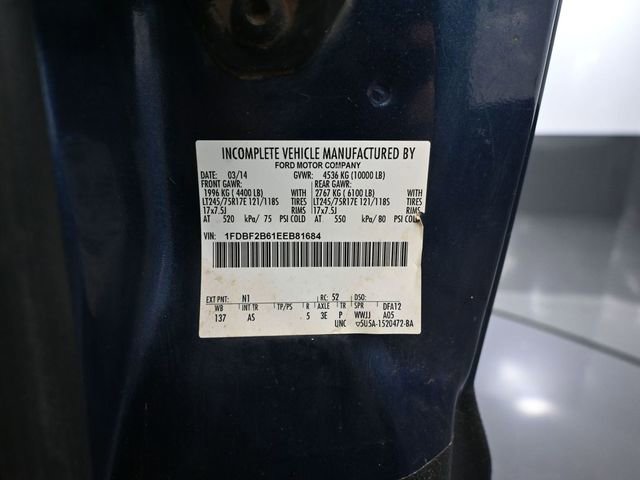 INCOMPLETE VEHICLE MANUFACTURED BY
FORD MOTOR COMPANY
DATE: 03/14 GVWR: 4536 KG (10000 LB)
FRONT GAWR: REAR GAWR:
1996 KG ( 4400 LB) WITH 2767 KG ( 6100 LB) WITH
LT245/75R17E 121/118S TIRES LT245/75R17E 121/118S TIRES
17x7.5J RIMS 17x7.5J RIMS
AT 520 kPa/ 75 PSI COLD AT 550 kPa/ 80 PSI COLD
VIN: 1FDBF2B61EEB81684
EXT PNT: N1 RC: 52 DSO:
WB INT TR TP/PS R AXLE TR SPR DFA12
137 AS 5 3E P WWJJ A05
UNC 5U5A-1520472-BA